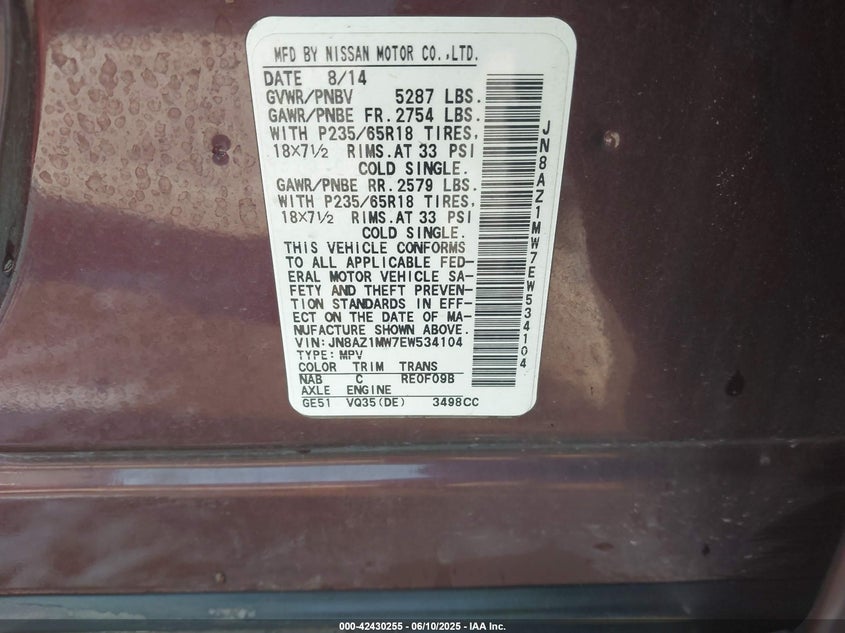 MFD BY NISSAN MOTOR CO.,LTD.
DATE 8/14
GVWR/PNBV 5287 LBS.
GAWR/PNBE FR. 2754 LBS.
WITH P235/65R18 TIRES,
18×7½ RIMS. AT 33 PSI
COLD SINGLE.
GAWR/PNBE RR. 2579 LBS.
WITH P235/65R18 TIRES,
18×7½ RIMS. AT 33 PSI
COLD SINGLE.
THIS VEHICLE CONFORMS
TO ALL APPLICABLE FED-
ERAL MOTOR VEHICLE SA-
FETY AND THEFT PREVEN-
TION STANDARDS IN EFF-
ECT ON THE DATE OF MA-
NUFACTURE SHOWN ABOVE.
VIN: JN8AZ1MW7EW534104
TYPE: MPV
COLOR TRIM TRANS
NAB C RE0F09B
AXLE ENGINE
GE51 VQ35(DE) 3498CC
JN8AZ1MW7EW534104
000-42430255 - 06/10/2025 - IAA Inc.